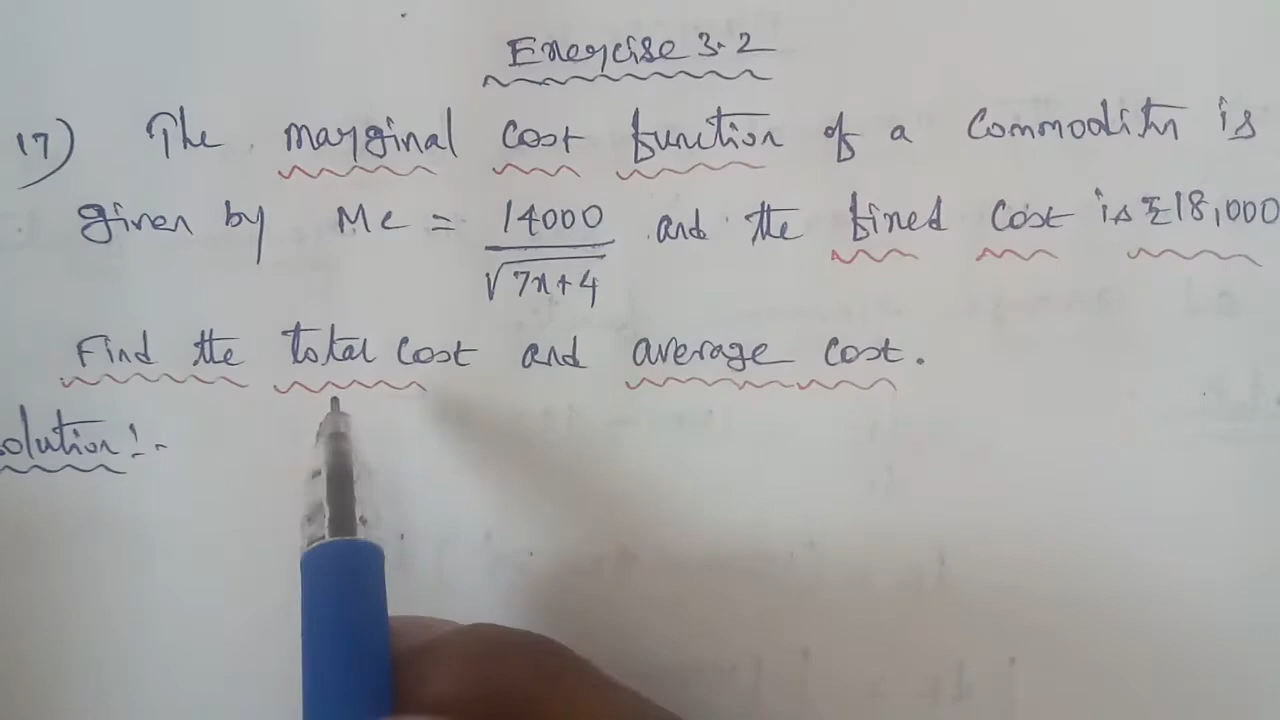 Exercise 3.2
17) The marginal cost function of a Commodity is
given by MC = 14000 / √7x+4 and the fixed cost is ₹18,000
Find the total cost and average cost.
Solution:-